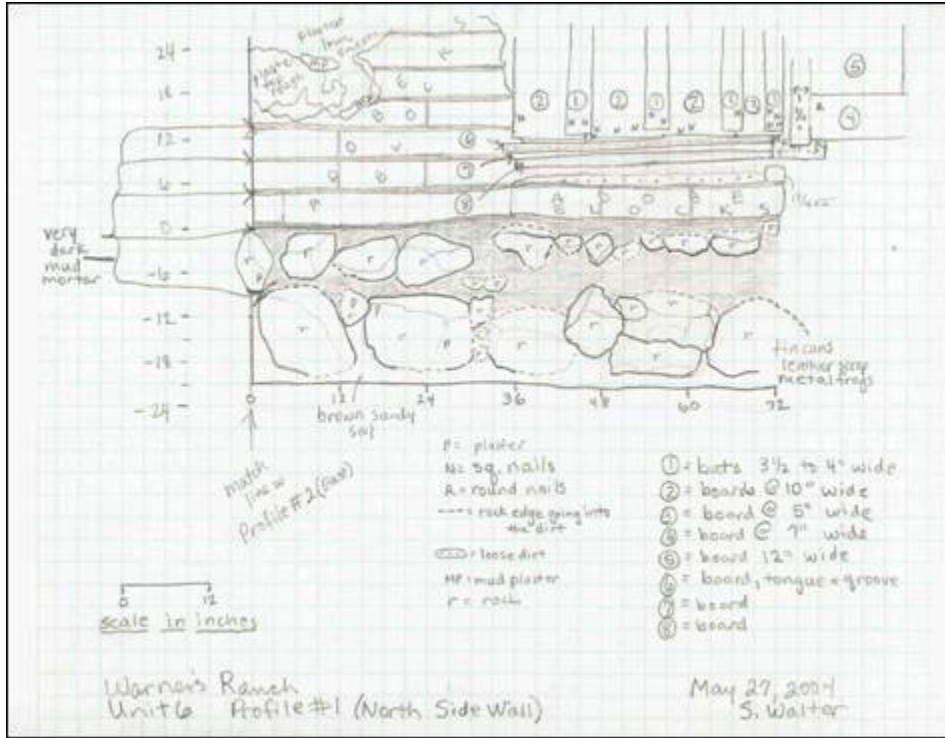 24
18
12
6
0
-6
-12
-18
-24
plaster
MP
very
dark
mud
mortar
0 12 24 36 48 60 72
brown sandy
soil
tin cans
leather
metal frags
match
line w
Profile #2 (East)
P = plaster
N = sq. nails
R = round nails
---- = rock edge going into
the dirt
= loose dirt
MP = mud plaster
r = rock
① = bats 3½ to 4" wide
② = boards @ 10" wide
③ = board @ 5" wide
④ = board @ 7" wide
⑤ = board 12" wide
⑥ = board, tongue + groove
⑦ = board
⑧ = board
0 12
scale in inches
Warner's Ranch
Unit 6 Profile #1 (North Side Wall)
May 27, 2004
S. Walter